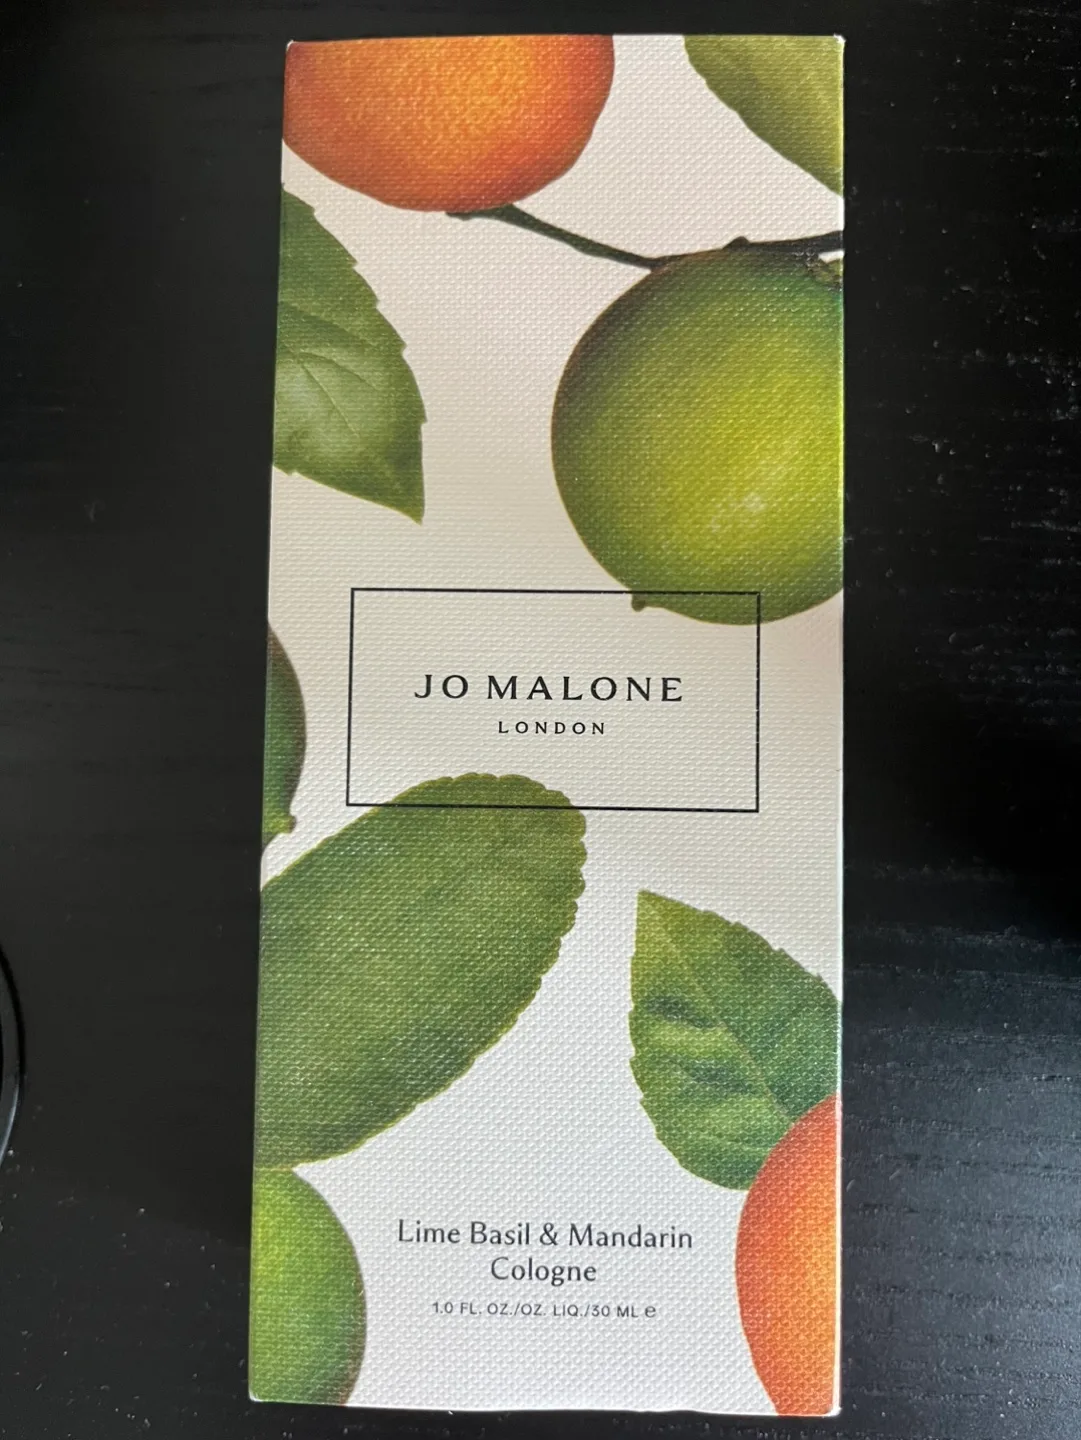 JO MALONE
LONDON
Lime Basil & Mandarin
Cologne
1.0 FL. OZ./OZ. LIQ./30 ML ℮